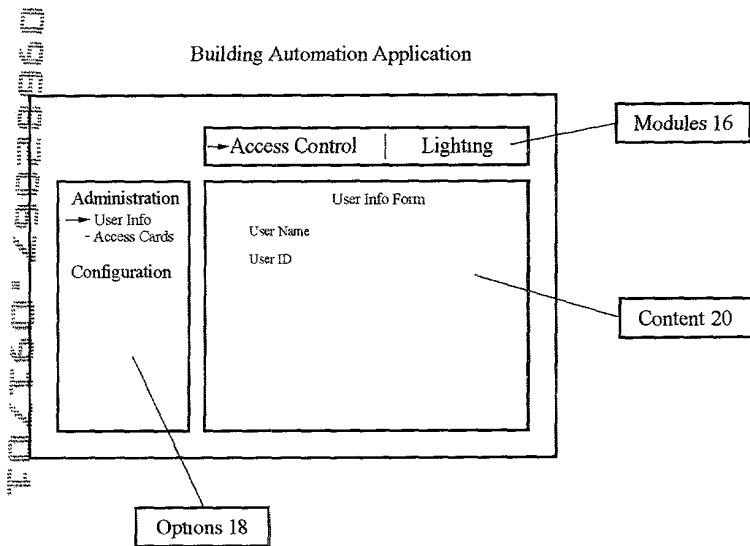 Building Automation Application
Access Control | Lighting
Modules 16
Administration
User Info
- Access Cards
Configuration
User Info Form
User Name
User ID
Content 20
Options 18